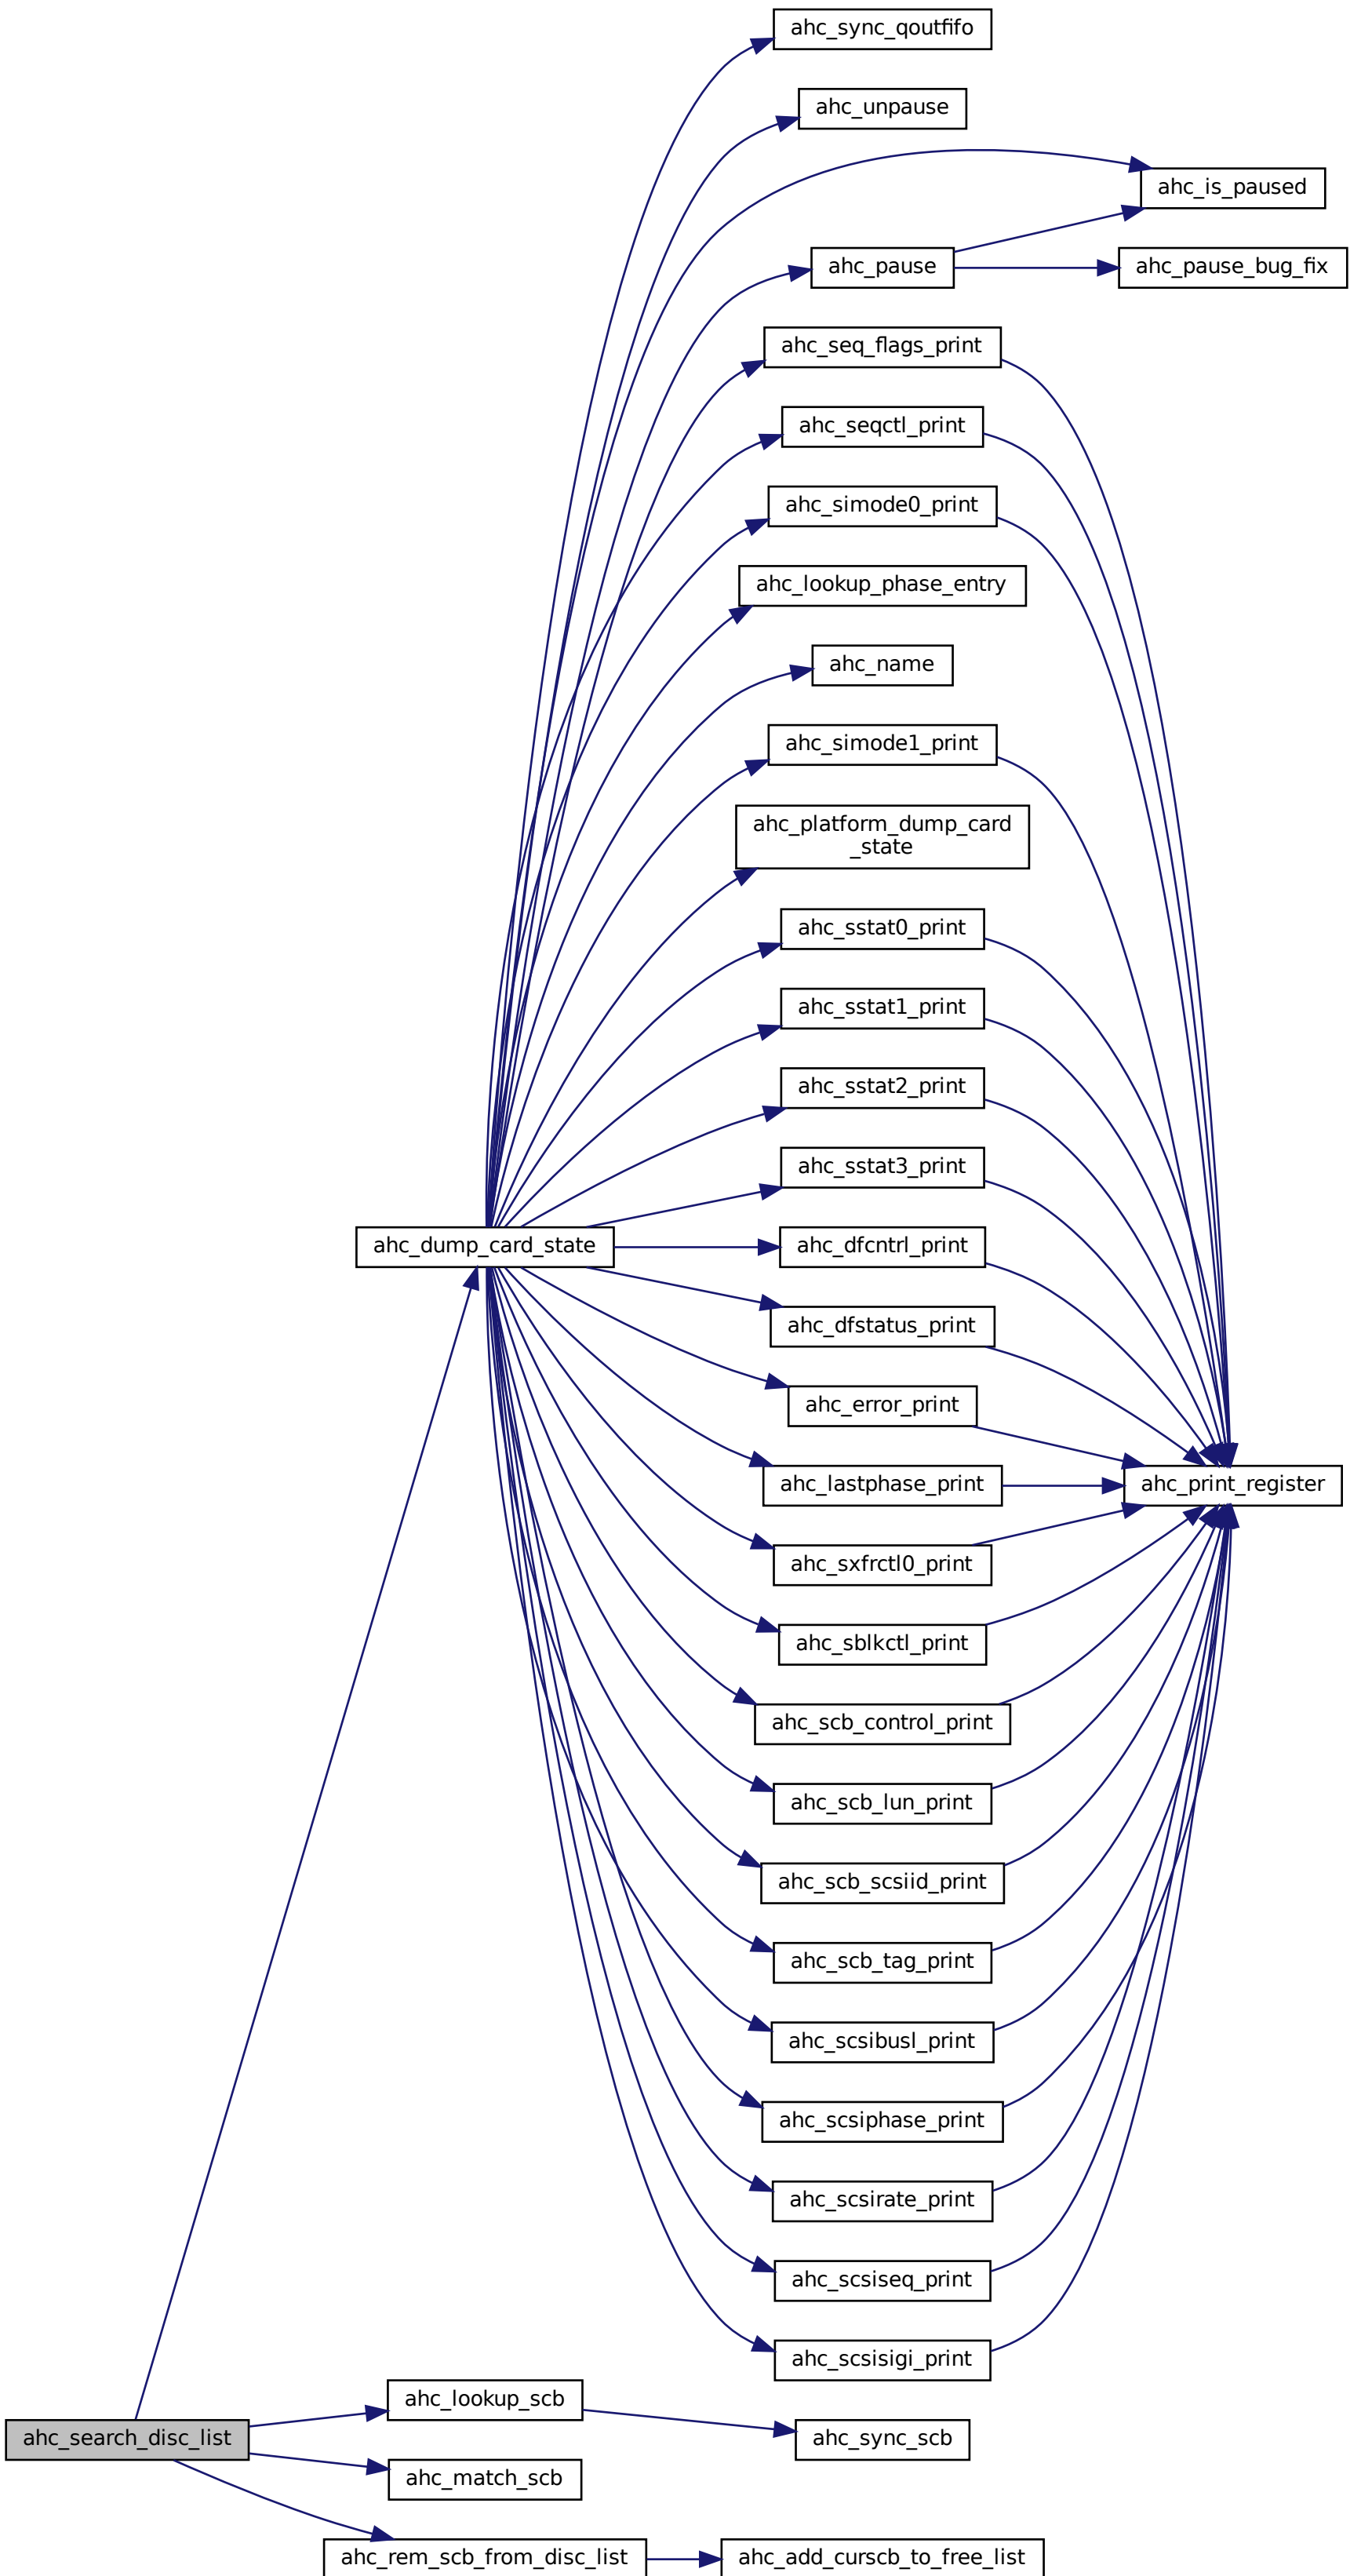 ahc_sync_qoutfifo
ahc_unpause
ahc_is_paused
ahc_pause
ahc_pause_bug_fix
ahc_seq_flags_print
ahc_seqctl_print
ahc_simode0_print
ahc_lookup_phase_entry
ahc_name
ahc_simode1_print
ahc_platform_dump_card
_state
ahc_sstat0_print
ahc_sstat1_print
ahc_sstat2_print
ahc_sstat3_print
ahc_dump_card_state
ahc_dfcntrl_print
ahc_dfstatus_print
ahc_error_print
ahc_lastphase_print
ahc_print_register
ahc_sxfrctl0_print
ahc_sblkctl_print
ahc_scb_control_print
ahc_scb_lun_print
ahc_scb_scsiid_print
ahc_scb_tag_print
ahc_scsibusl_print
ahc_scsiphase_print
ahc_scsirate_print
ahc_scsiseq_print
ahc_scsisigi_print
ahc_lookup_scb
ahc_search_disc_list
ahc_sync_scb
ahc_match_scb
ahc_rem_scb_from_disc_list
ahc_add_curscb_to_free_list